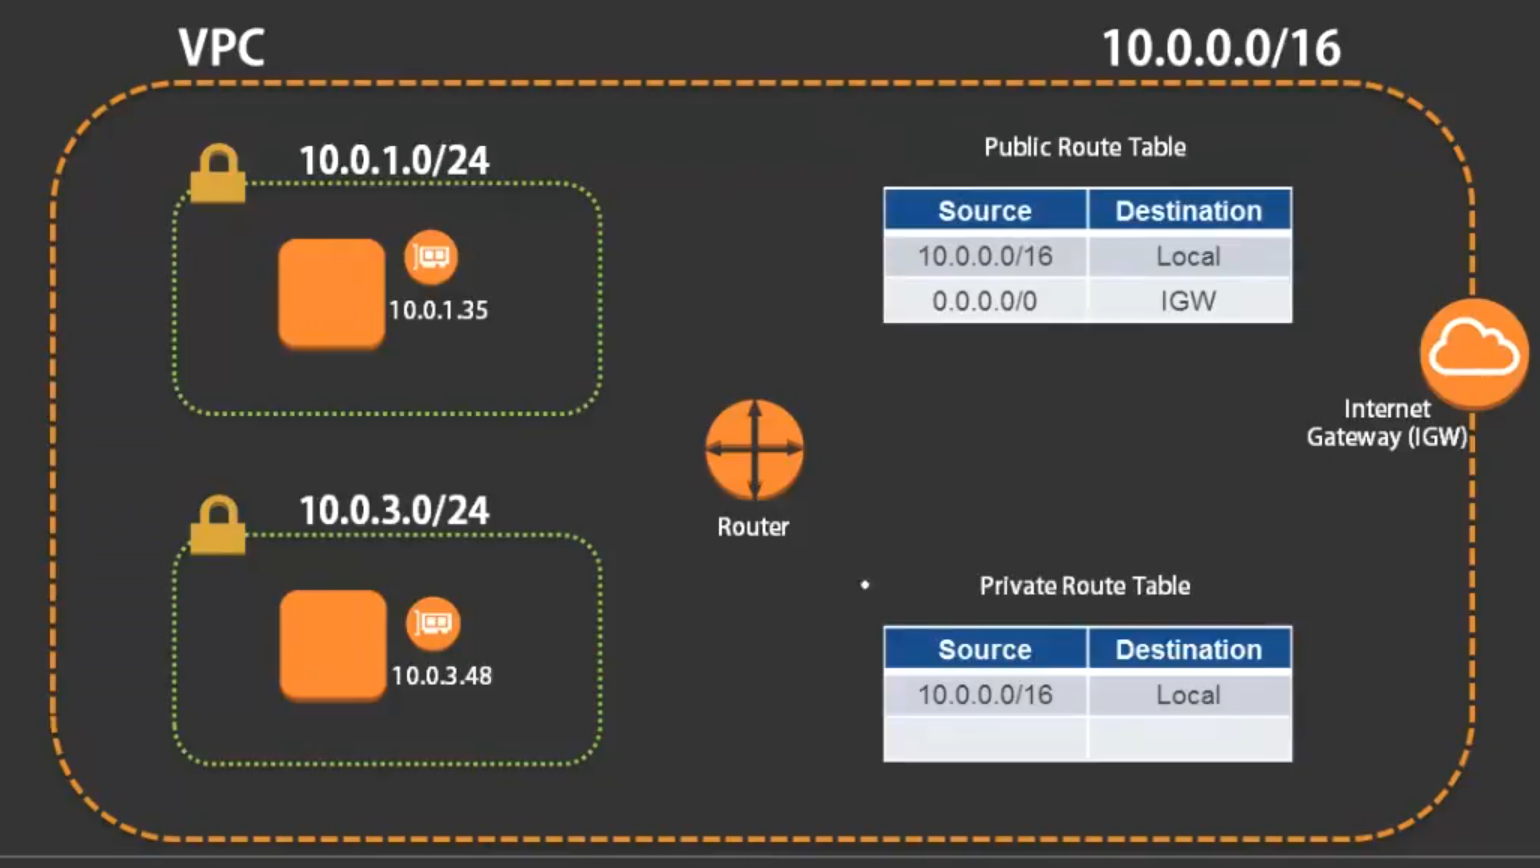 VPC
10.0.0.0/16
10.0.1.0/24
10.0.1.35
Public Route Table
Source Destination
10.0.0.0/16 Local
0.0.0.0/0 IGW
Internet
Gateway (IGW)
Router
10.0.3.0/24
10.0.3.48
• Private Route Table
Source Destination
10.0.0.0/16 Local